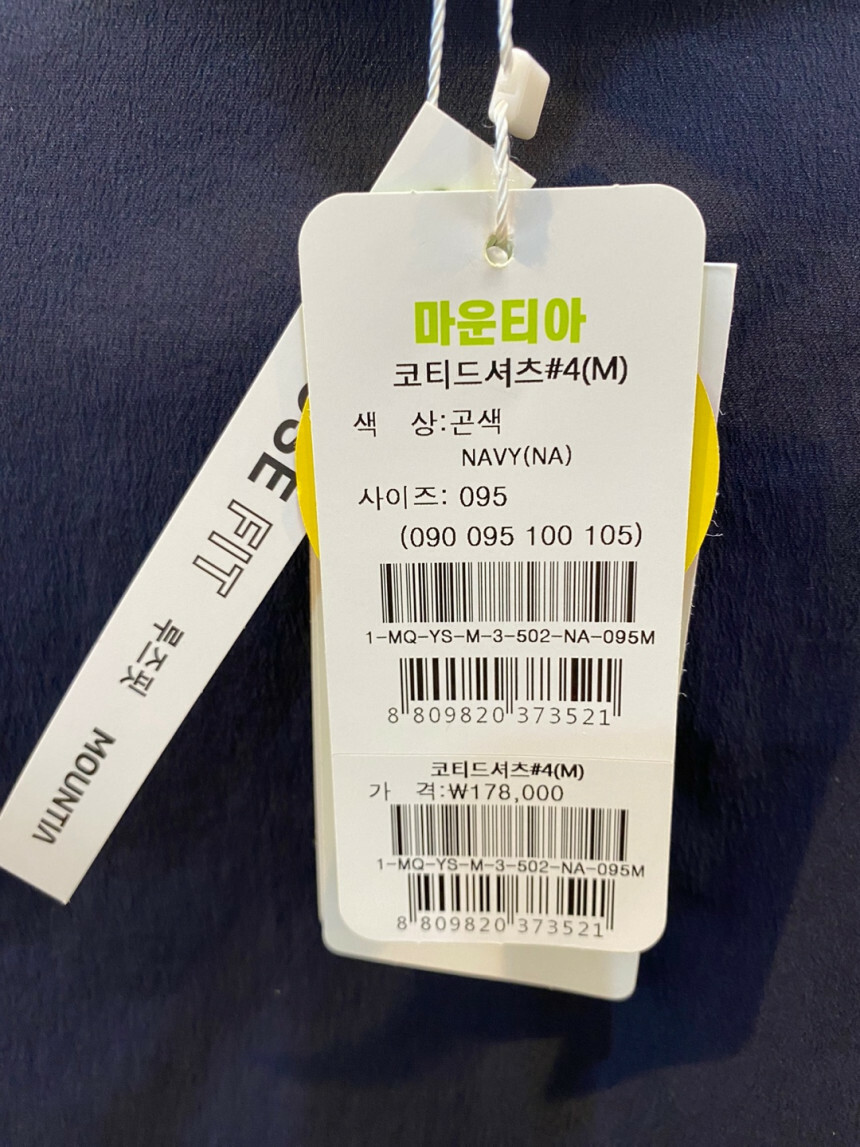 마운티아
코티드셔츠#4(M)
색 상:곤색
NAVY(NA)
사이즈: 095
(090 095 100 105)
1-MQ-YS-M-3-502-NA-095M
8 809820 373521
코티드셔츠#4(M)
가 격:₩178,000
1-MQ-YS-M-3-502-NA-095M
8 809820 373521
FIT
루즈핏
MOUNTIA